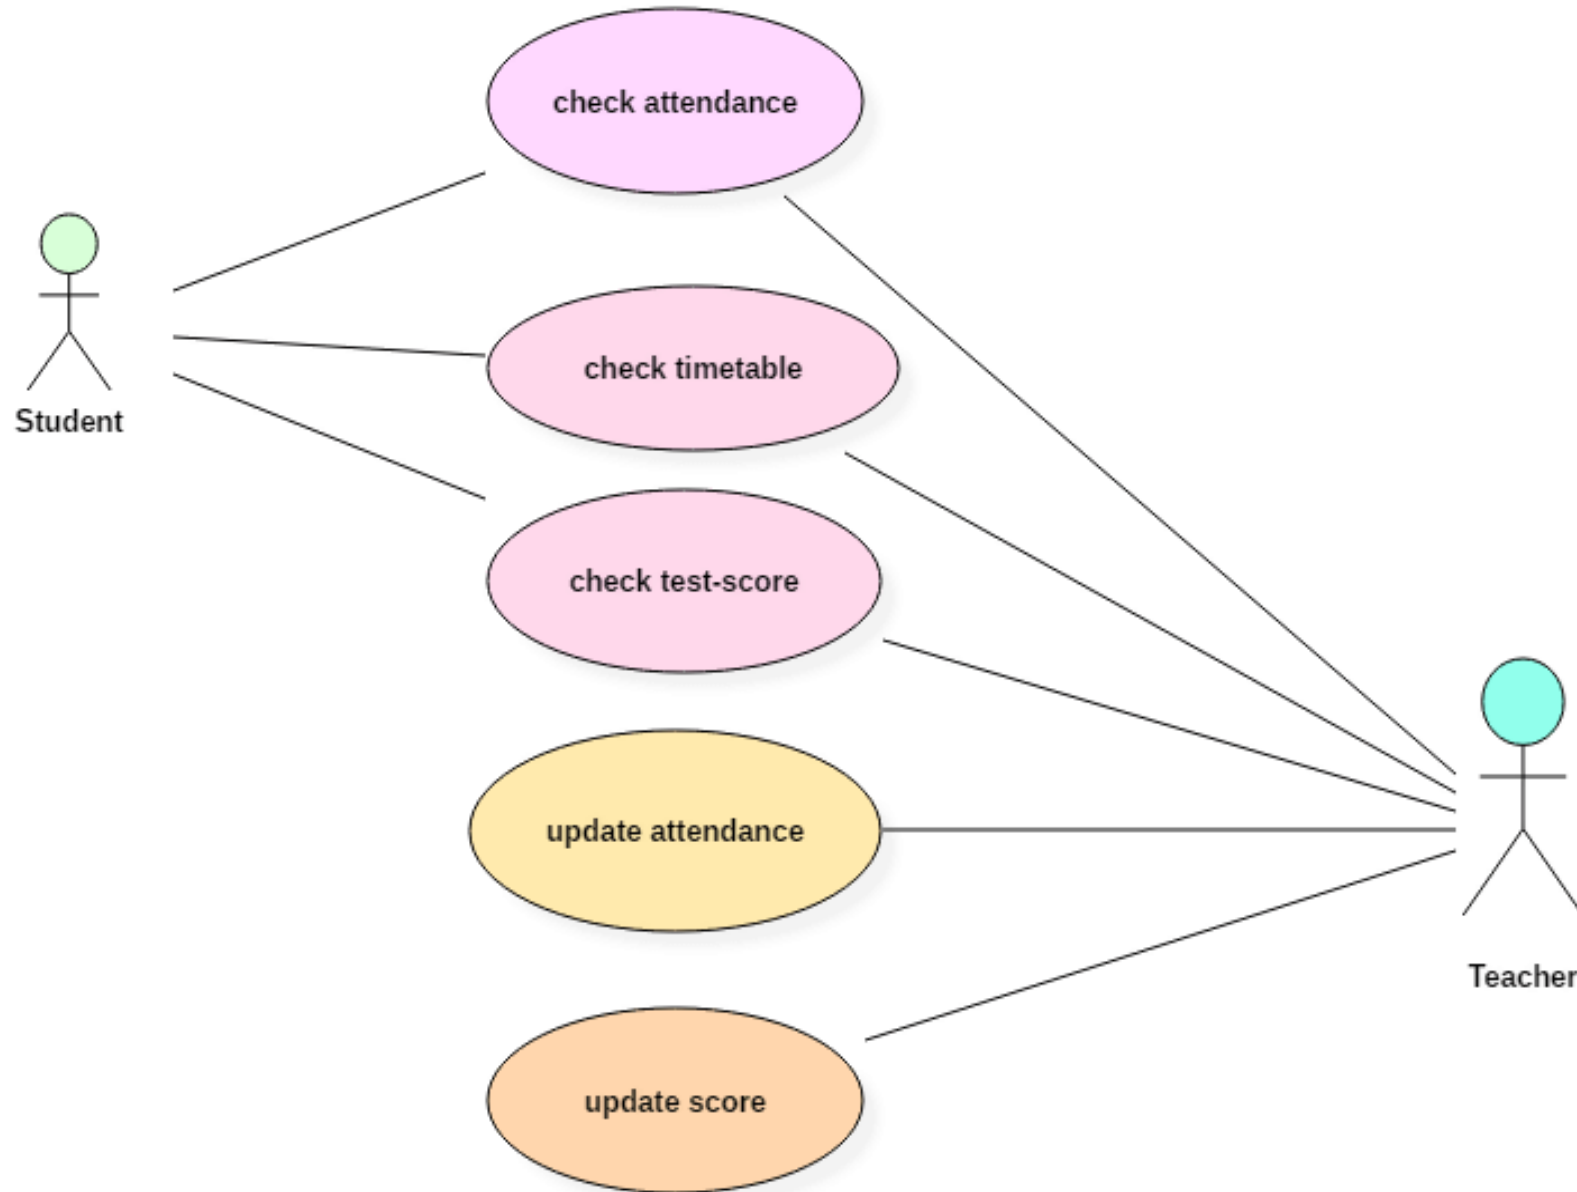 check attendance
check timetable
Student
check test-score
update attendance
Teacher
update score